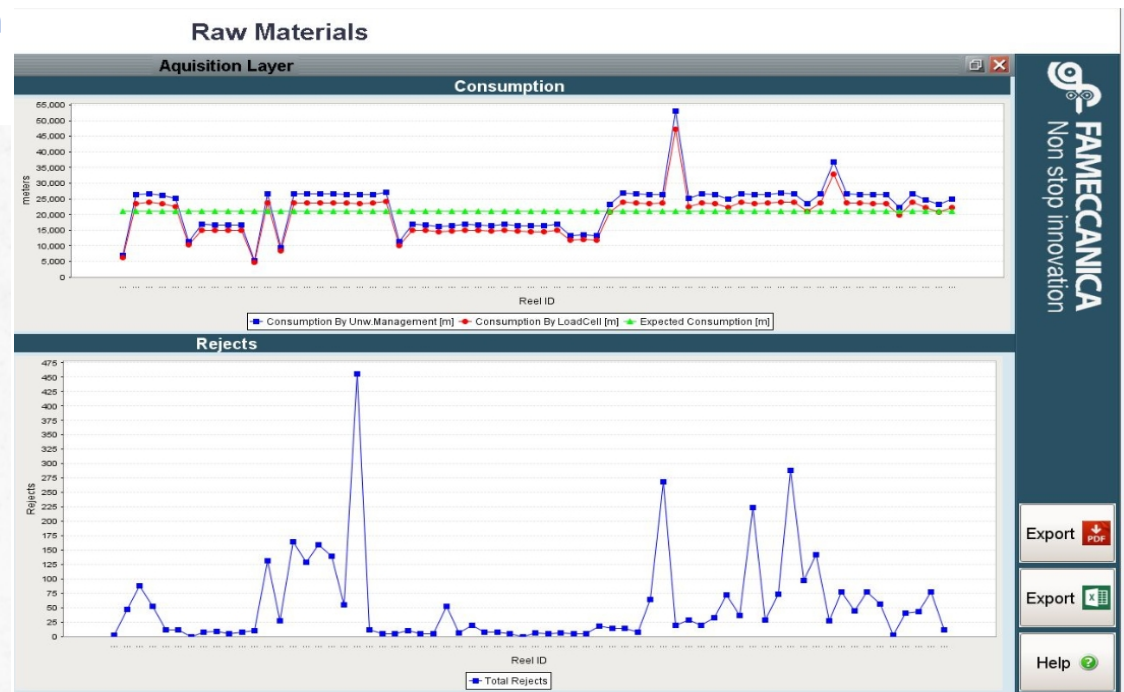 Raw Materials
Aquisition Layer
Consumption
55,000
50,000
45,000
40,000
35,000
30,000
25,000
20,000
15,000
10,000
5,000
0
meters
Reel ID
Consumption By Unw.Management [m] Consumption By LoadCell [m] Expected Consumption [m]
Rejects
475
450
425
400
375
350
325
300
275
250
225
200
175
150
125
100
75
50
25
0
Rejects
Reel ID
Total Rejects
FAMECCANICA
Non stop innovation
Export PDF
Export X
Help ?